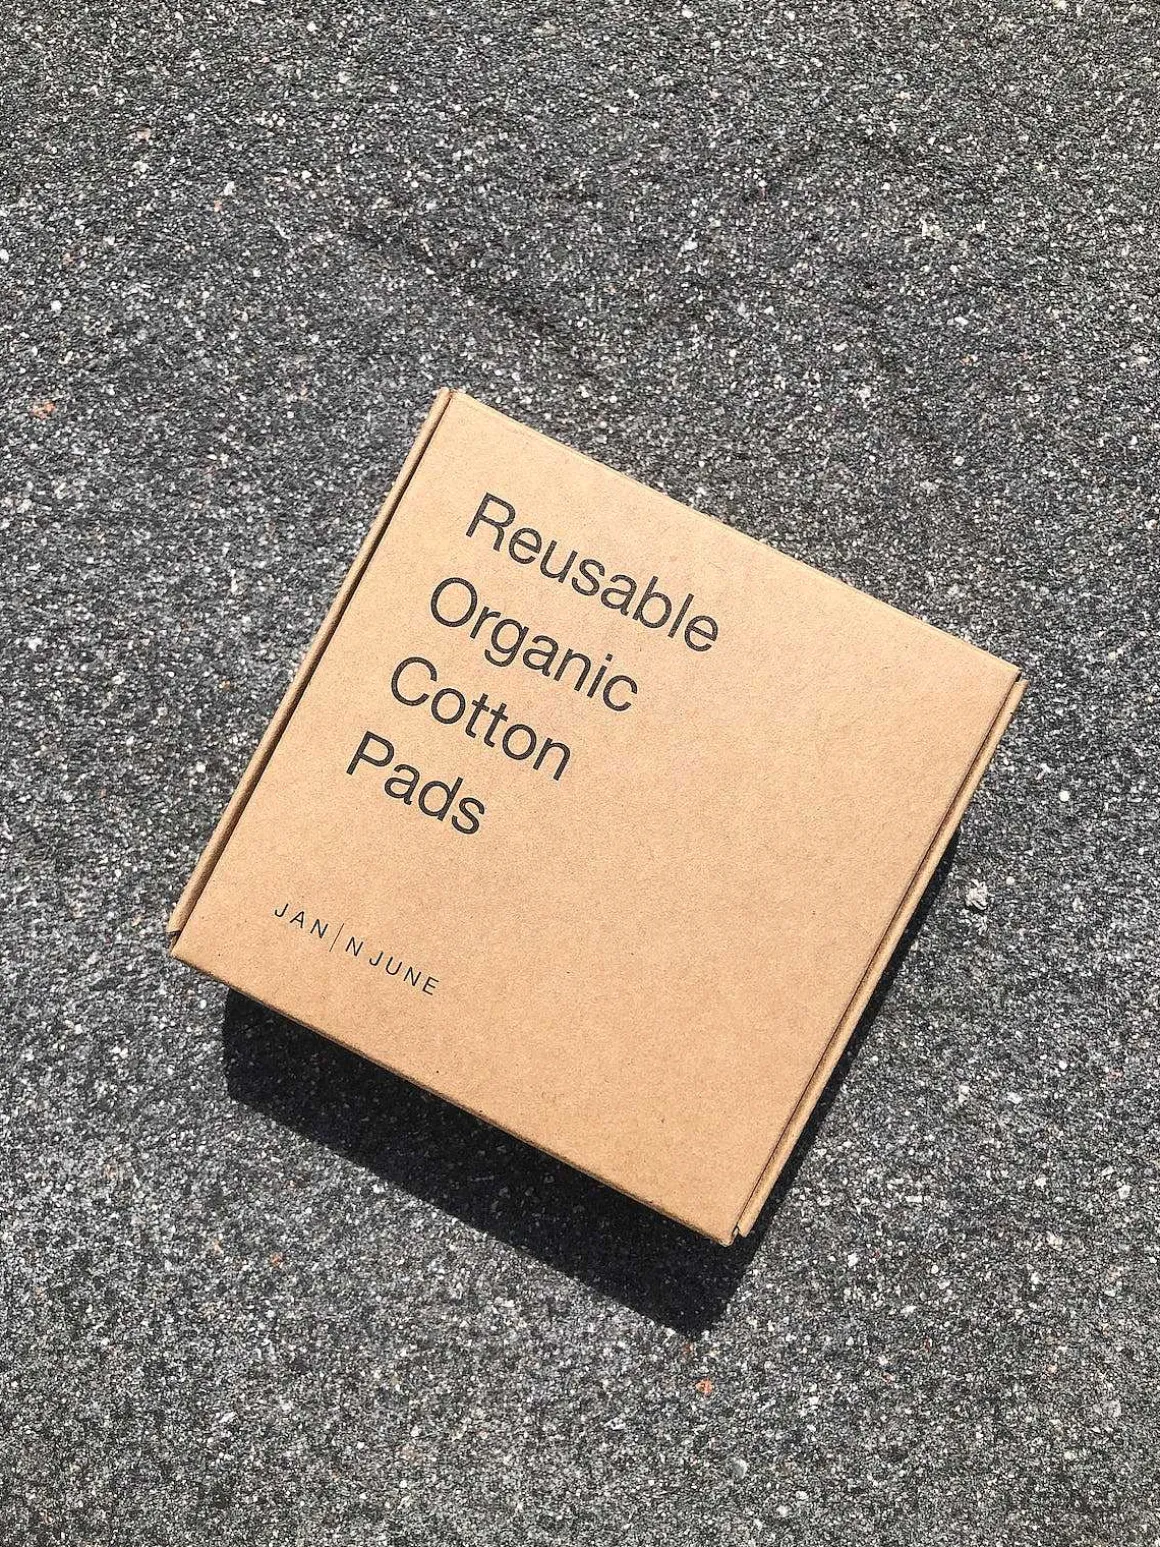 Reusable
Organic
Cotton
Pads
JAN|N JUNE